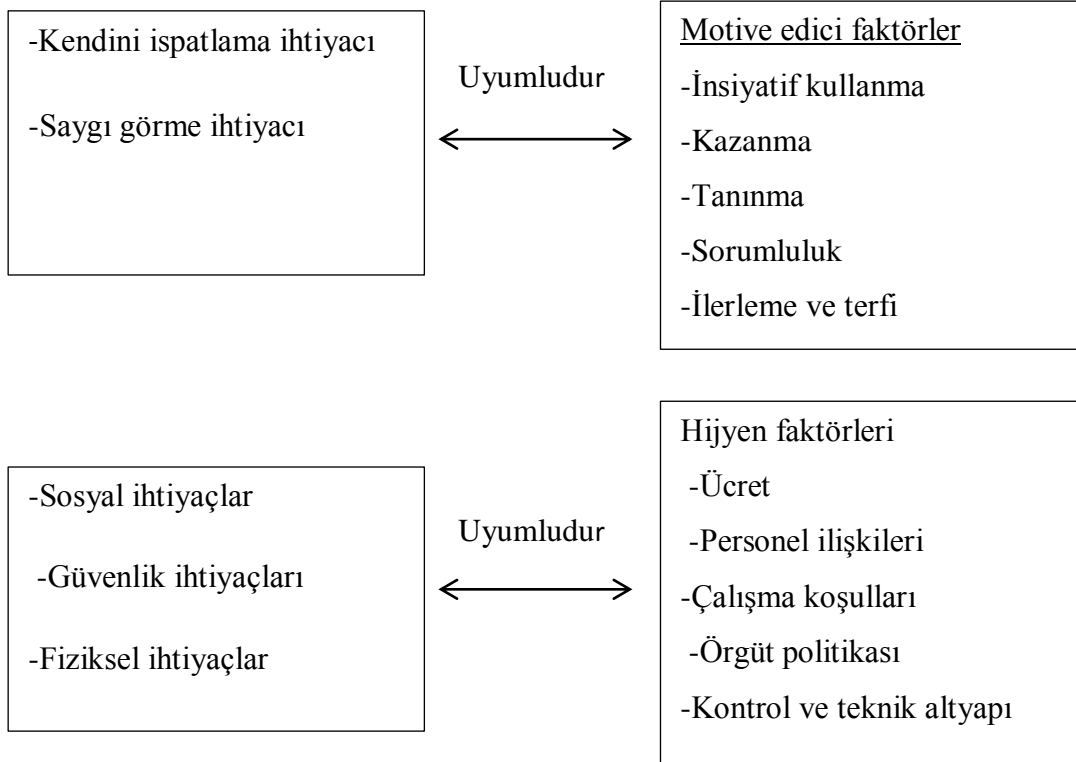 -Kendini ispatlama ihtiyacı
-Saygı görme ihtiyacı
Uyumludur
Motive edici faktörler
-İnsiyatif kullanma
-Kazanma
-Tanınma
-Sorumluluk
-İlerleme ve terfi
-Sosyal ihtiyaçlar
-Güvenlik ihtiyaçları
-Fiziksel ihtiyaçlar
Uyumludur
Hijyen faktörleri
-Ücret
-Personel ilişkileri
-Çalışma koşulları
-Örgüt politikası
-Kontrol ve teknik altyapı